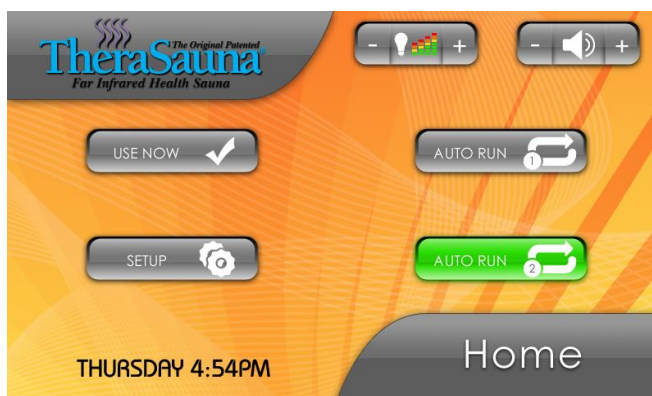 The Original Patented
TheraSauna
Far Infrared Health Sauna
- +
- +
USE NOW
AUTO RUN 1
SETUP
AUTO RUN 2
THURSDAY 4:54PM
Home